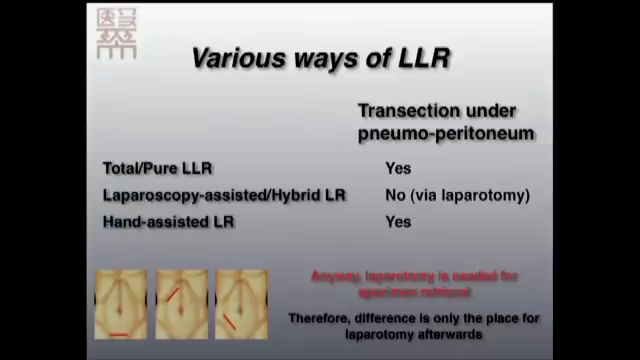 Various ways of LLR
Transection under
pneumo-peritoneum
Total/Pure LLR Yes
Laparoscopy-assisted/Hybrid LR No (via laparotomy)
Hand-assisted LR Yes
Anyway, laparotomy is needed for
specimen retrieval
Therefore, difference is only the place for
laparotomy afterwards